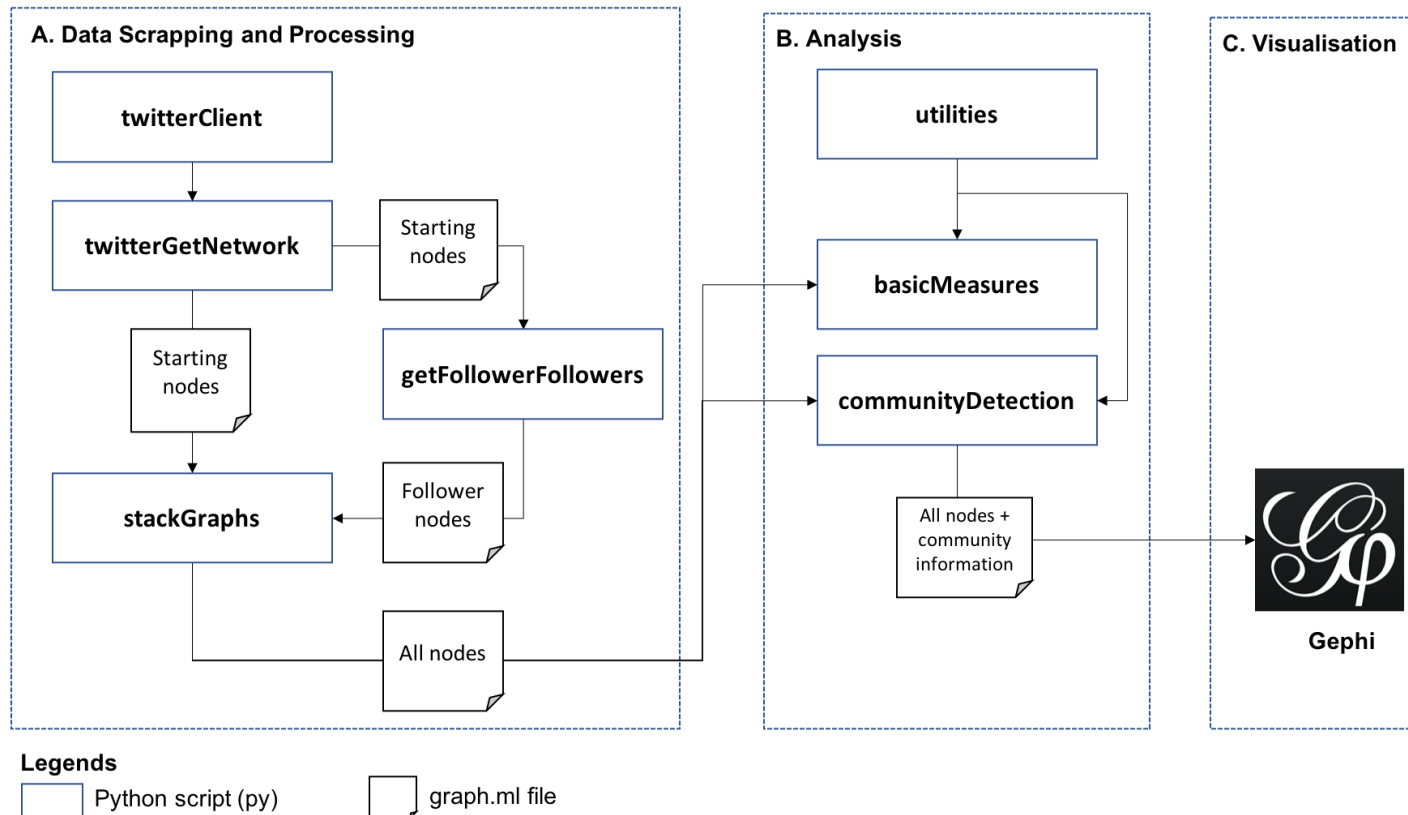 A. Data Scrapping and Processing
twitterClient
twitterGetNetwork
Starting
nodes
Starting
nodes
getFollowerFollowers
stackGraphs
Follower
nodes
All nodes
B. Analysis
utilities
basicMeasures
communityDetection
All nodes +
community
information
C. Visualisation
Gφ
Gephi
Legends
Python script (py)
graph.ml file